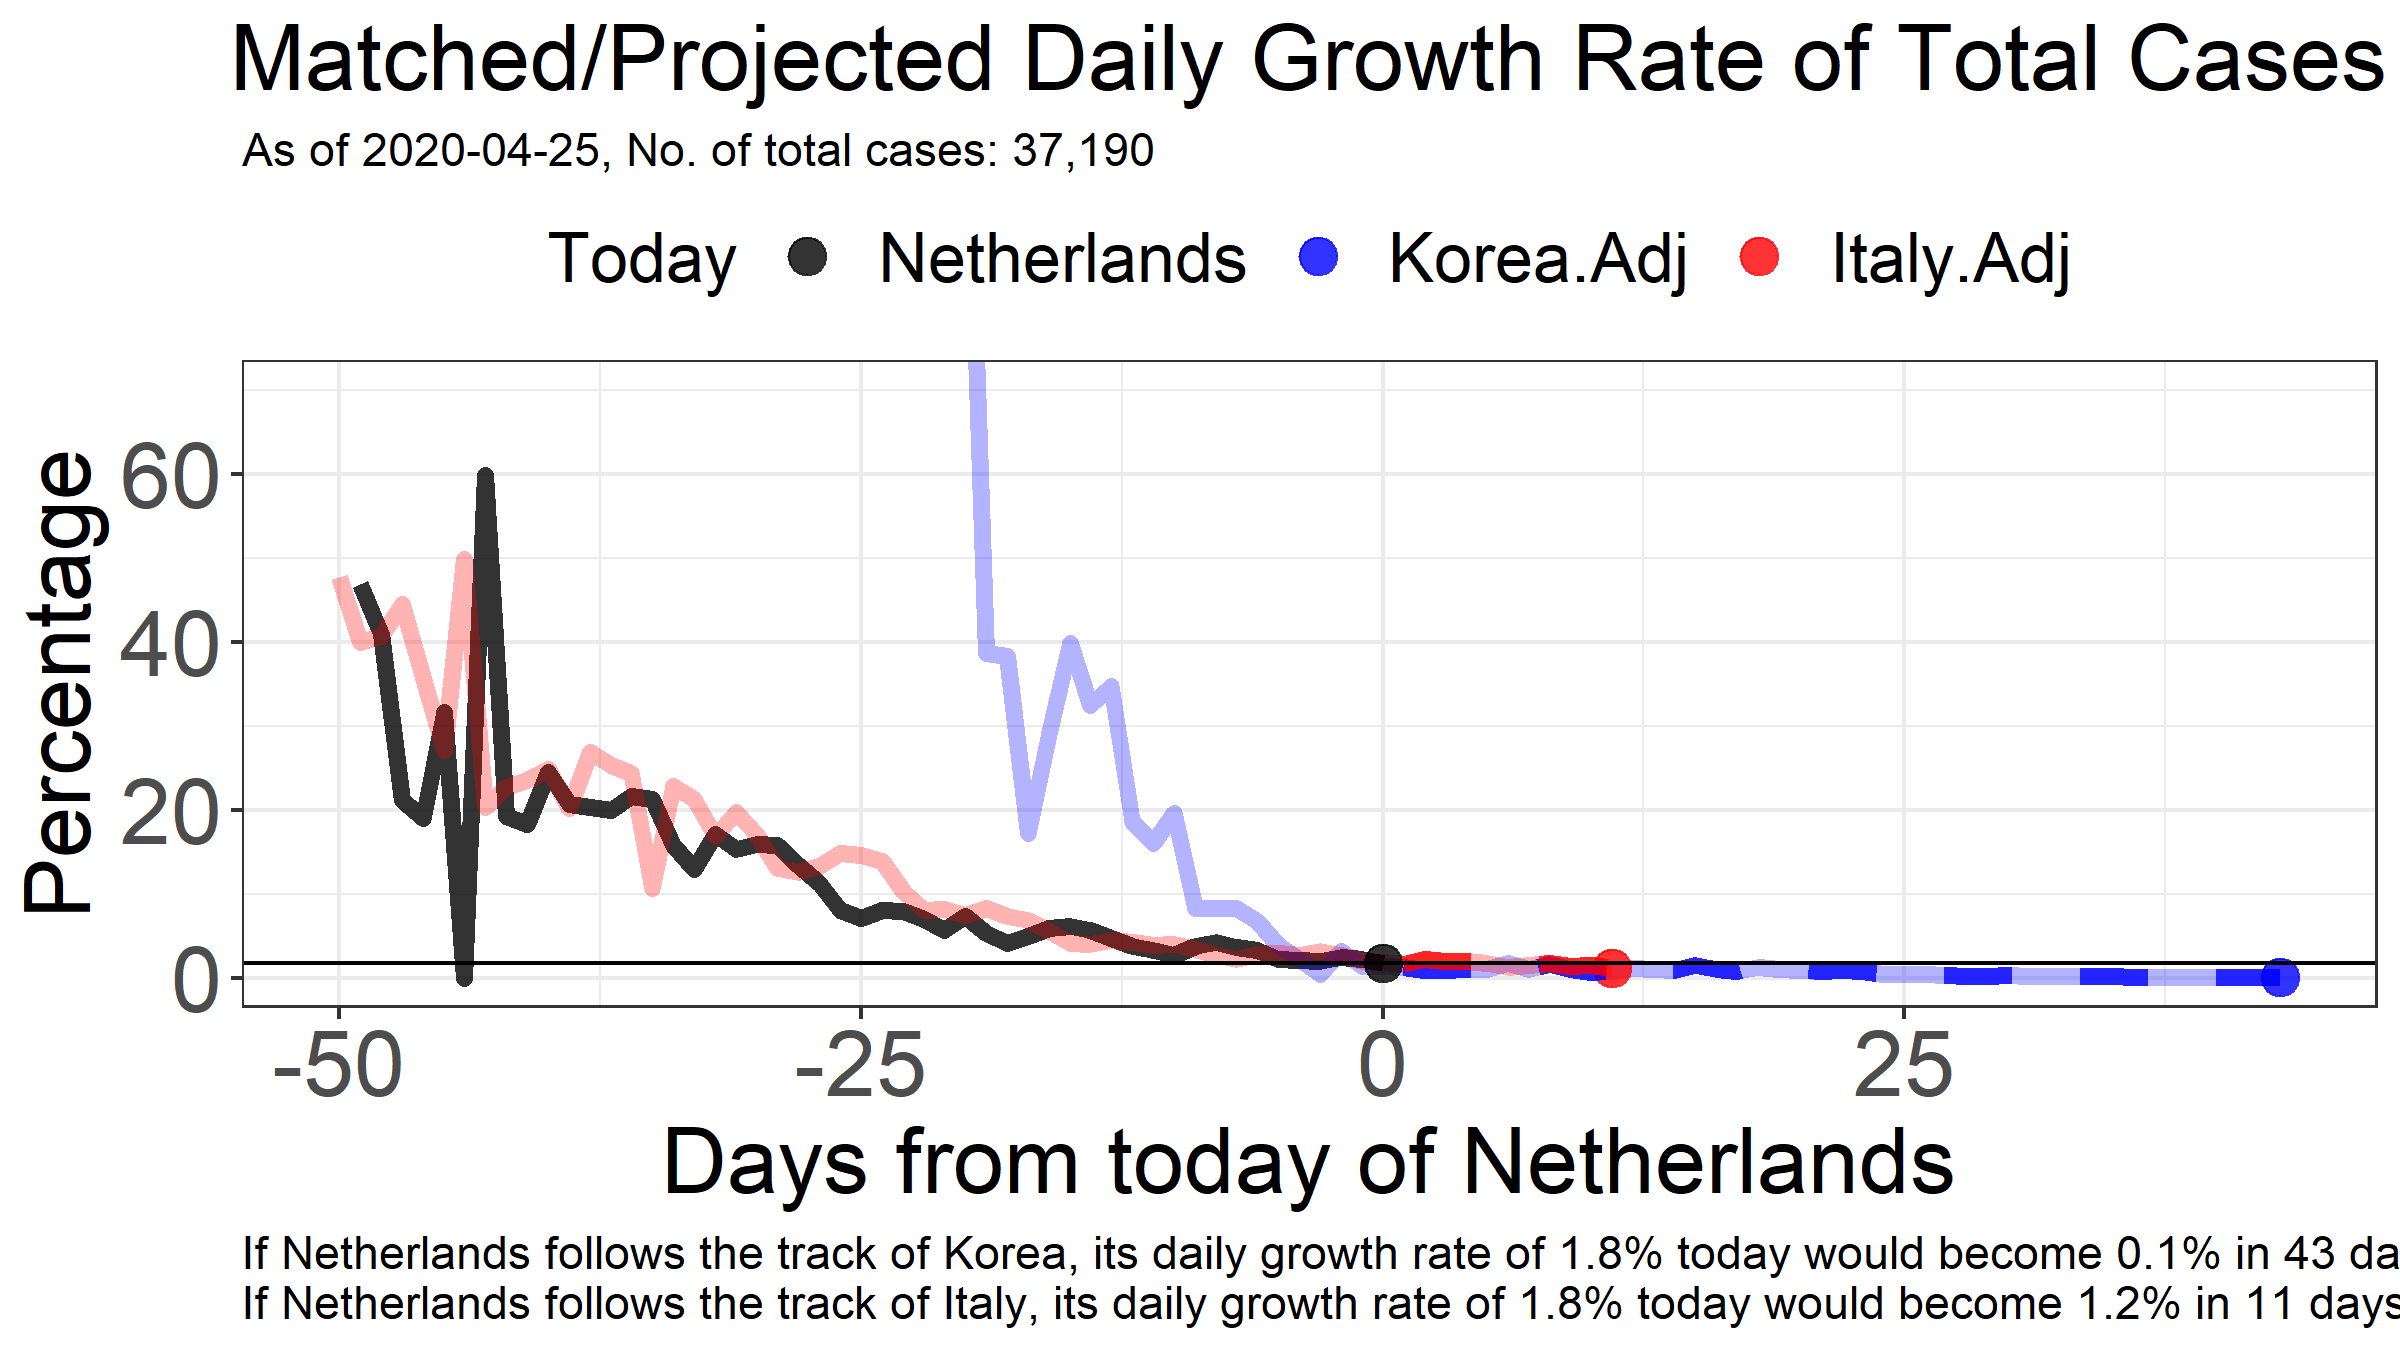 Matched/Projected Daily Growth Rate of Total Cases
As of 2020-04-25, No. of total cases: 37,190
Today Netherlands Korea.Adj Italy.Adj
Percentage
60
40
20
0
-50 -25 0 25
Days from today of Netherlands
If Netherlands follows the track of Korea, its daily growth rate of 1.8% today would become 0.1% in 43 da
If Netherlands follows the track of Italy, its daily growth rate of 1.8% today would become 1.2% in 11 days